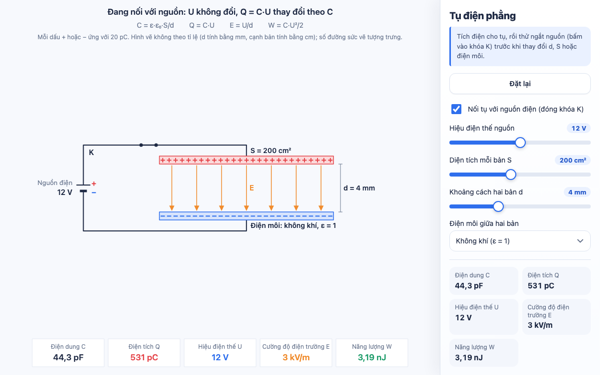 Đang nối với nguồn: U không đổi, Q = C·U thay đổi theo C
C = ε·ε₀·S/d Q = C·U E = U/d W = C·U²/2
Mỗi dấu + hoặc − ứng với 20 pC. Hình vẽ không theo tỉ lệ (d tính bằng mm, cạnh bản tính bằng cm); số đường sức vẽ tượng trưng.
K
S = 200 cm²
Nguồn điện
12 V
+
−
E
d = 4 mm
Điện môi: không khí, ε = 1
Điện dung C
44,3 pF
Điện tích Q
531 pC
Hiệu điện thế U
12 V
Cường độ điện trường E
3 kV/m
Năng lượng W
3,19 nJ
Tụ điện phẳng
Tích điện cho tụ, rồi thử ngắt nguồn (bấm
vào khóa K) trước khi thay đổi d, S hoặc
điện môi.
Đặt lại
Nối tụ với nguồn điện (đóng khóa K)
Hiệu điện thế nguồn 12 V
Diện tích mỗi bản S 200 cm²
Khoảng cách hai bản d 4 mm
Điện môi giữa hai bản
Không khí (ε = 1)
Điện dung C
44,3 pF
Điện tích Q
531 pC
Hiệu điện thế U
12 V
Cường độ điện
trường E
3 kV/m
Năng lượng W
3,19 nJ